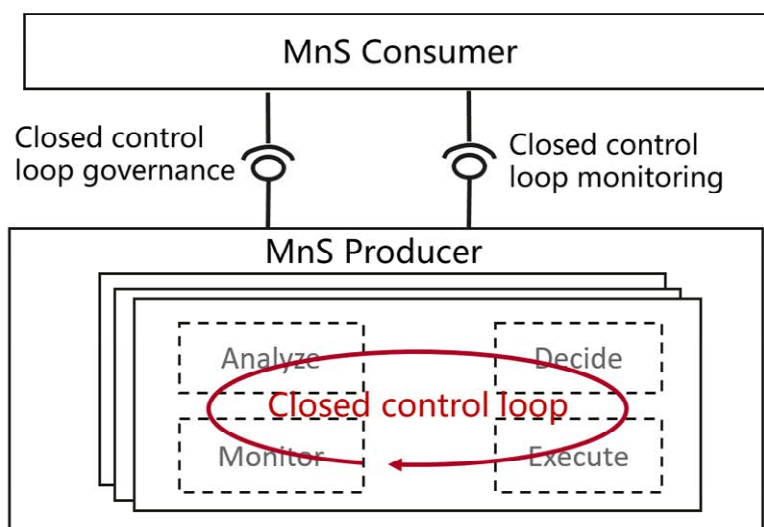 MnS Consumer
Closed control
loop governance
Closed control
loop monitoring
MnS Producer
Analyze
Decide
Closed control loop
Monitor
Execute